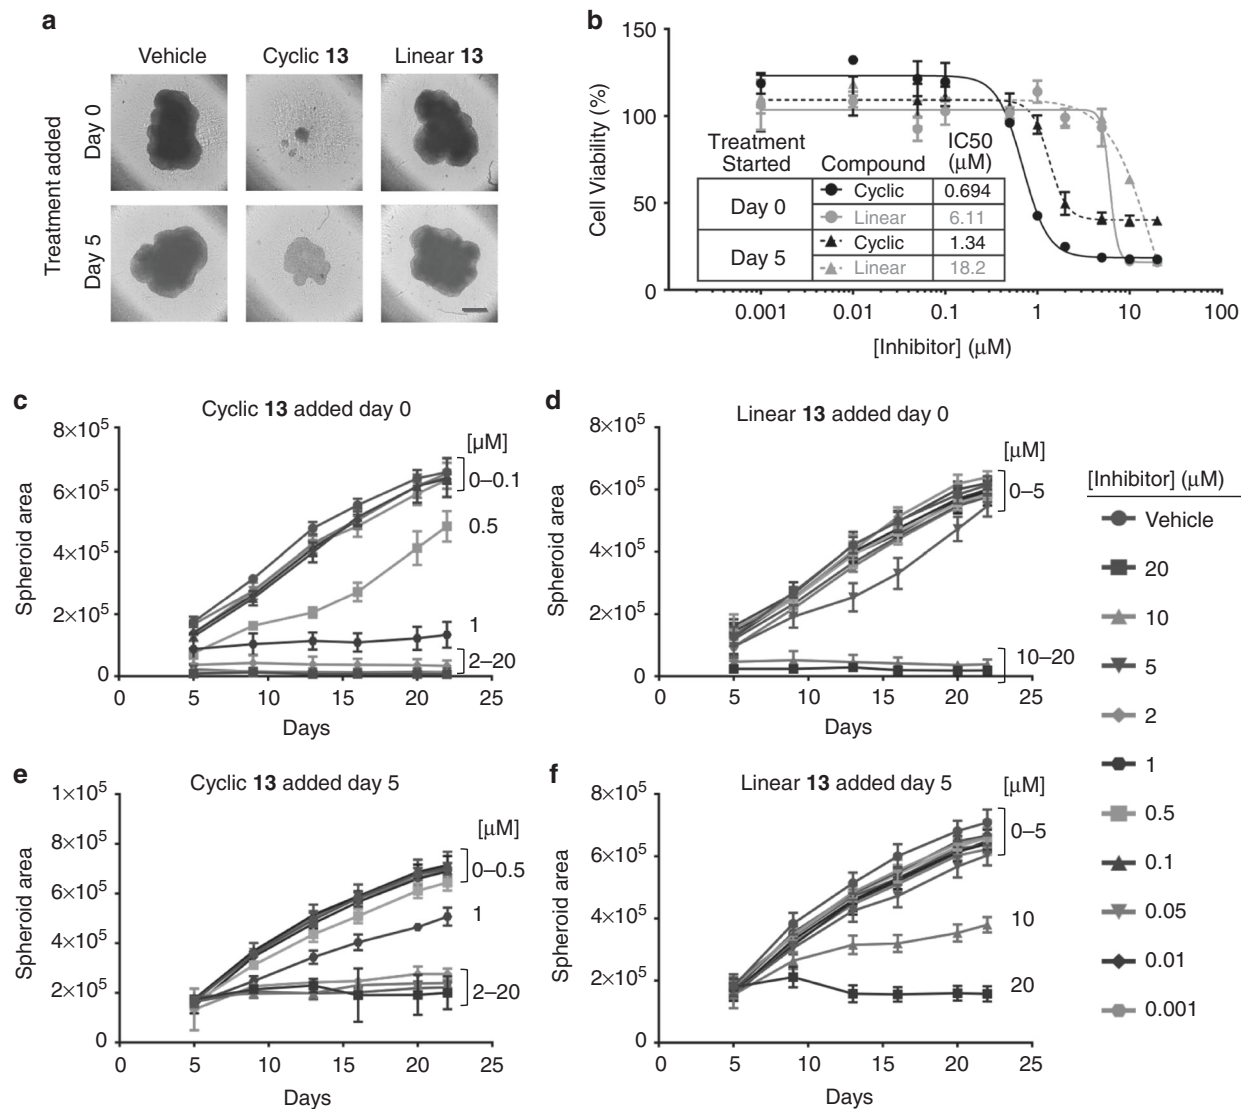 a
Vehicle
Cyclic 13
Linear 13
Treatment added
Day 0
Day 5
b
Cell Viability (%)
150
100
50
0
Treatment Started
Compound
IC50 (μM)
Day 0
Cyclic
0.694
Linear
6.11
Day 5
Cyclic
1.34
Linear
18.2
0.001
0.01
0.1
1
10
100
[Inhibitor] (μM)
c
Cyclic 13 added day 0
Spheroid area
8×10⁵
6×10⁵
4×10⁵
2×10⁵
0
[μM]
0–0.1
0.5
1
2–20
0
5
10
15
20
25
Days
d
Linear 13 added day 0
Spheroid area
8×10⁵
6×10⁵
4×10⁵
2×10⁵
0
[μM]
0–5
10–20
0
5
10
15
20
25
Days
[Inhibitor] (μM)
Vehicle
20
10
5
2
1
0.5
0.1
0.05
0.01
0.001
e
Cyclic 13 added day 5
Spheroid area
1×10⁵
8×10⁵
6×10⁵
4×10⁵
2×10⁵
0
[μM]
0–0.5
1
2–20
0
5
10
15
20
25
Days
f
Linear 13 added day 5
Spheroid area
8×10⁵
6×10⁵
4×10⁵
2×10⁵
0
[μM]
0–5
10
20
0
5
10
15
20
25
Days